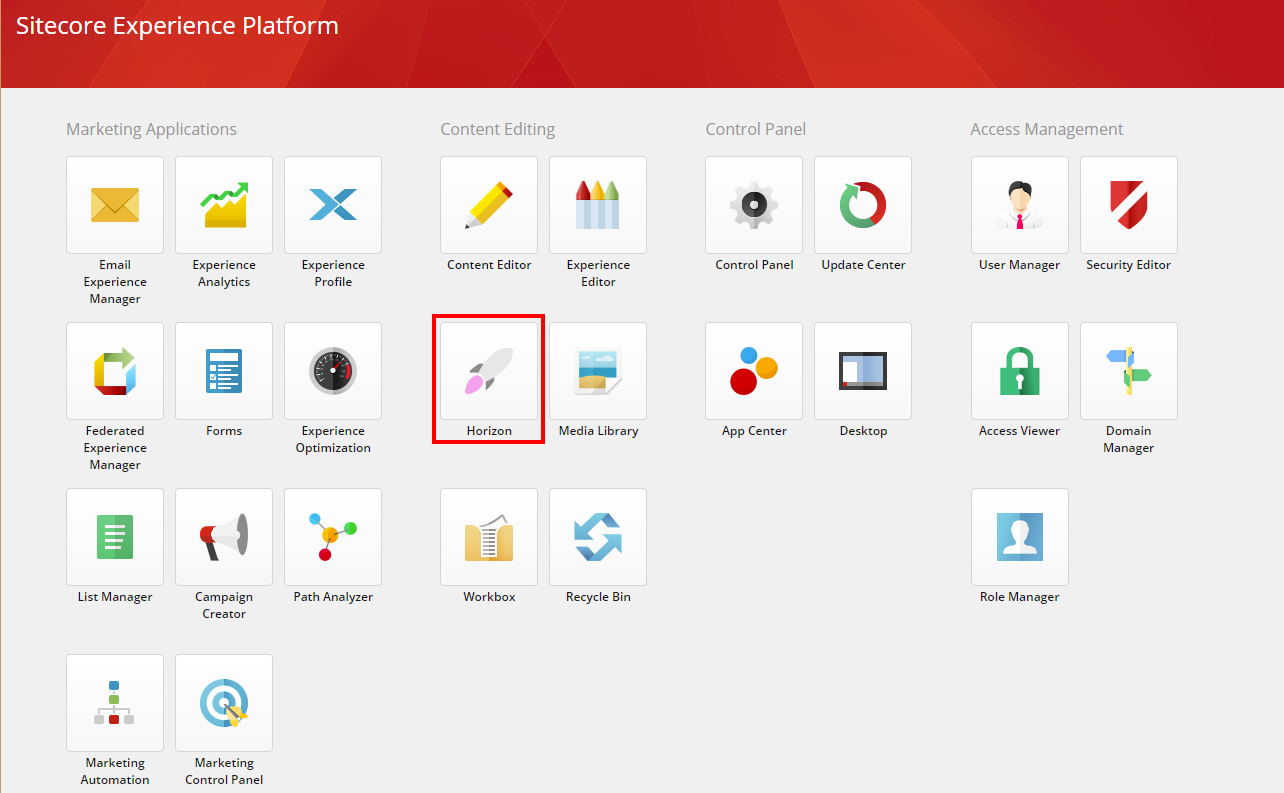 Sitecore Experience Platform
Marketing Applications
Email
Experience
Manager
Experience
Analytics
Experience
Profile
Federated
Experience
Manager
Forms
Experience
Optimization
List Manager
Campaign
Creator
Path Analyzer
Marketing
Automation
Marketing
Control Panel
Content Editing
Content Editor
Experience
Editor
Horizon
Media Library
Workbox
Recycle Bin
Control Panel
Control Panel
Update Center
App Center
Desktop
Access Management
User Manager
Security Editor
Access Viewer
Domain
Manager
Role Manager